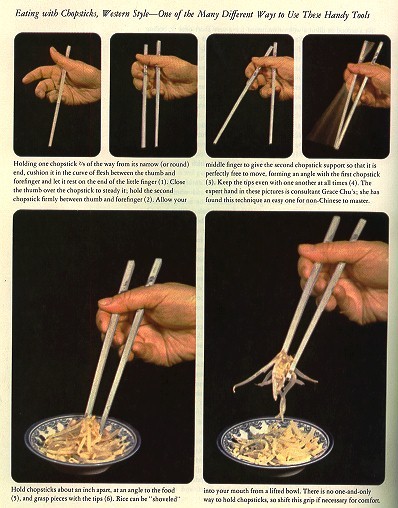 Eating with Chopsticks, Western Style—One of the Many Different Ways to Use These Handy Tools
Holding one chopstick ⅔ of the way from its narrow (or round)
end, cushion it in the curve of flesh between the thumb and
forefinger and let it rest on the end of the little finger (1). Close
the thumb over the chopstick to steady it; hold the second
chopstick firmly between thumb and forefinger (2). Allow your
middle finger to give the second chopstick support so that it is
perfectly free to move, forming an angle with the first chopstick
(3). Keep the tips even with one another at all times (4). The
expert hand in these pictures is consultant Grace Chu's; she has
found this technique an easy one for non-Chinese to master.
Hold chopsticks about an inch apart, at an angle to the food
(5), and grasp pieces with the tips (6). Rice can be "shoveled"
into your mouth from a lifted bowl. There is no one-and-only
way to hold chopsticks, so shift this grip if necessary for comfort.